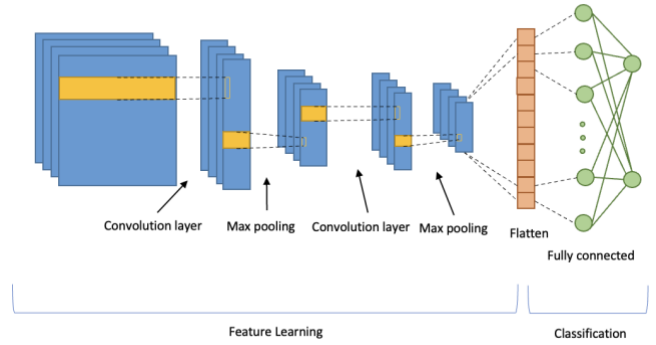 Convolution layer
Max pooling
Convolution layer
Max pooling
Flatten
Fully connected
Feature Learning
Classification